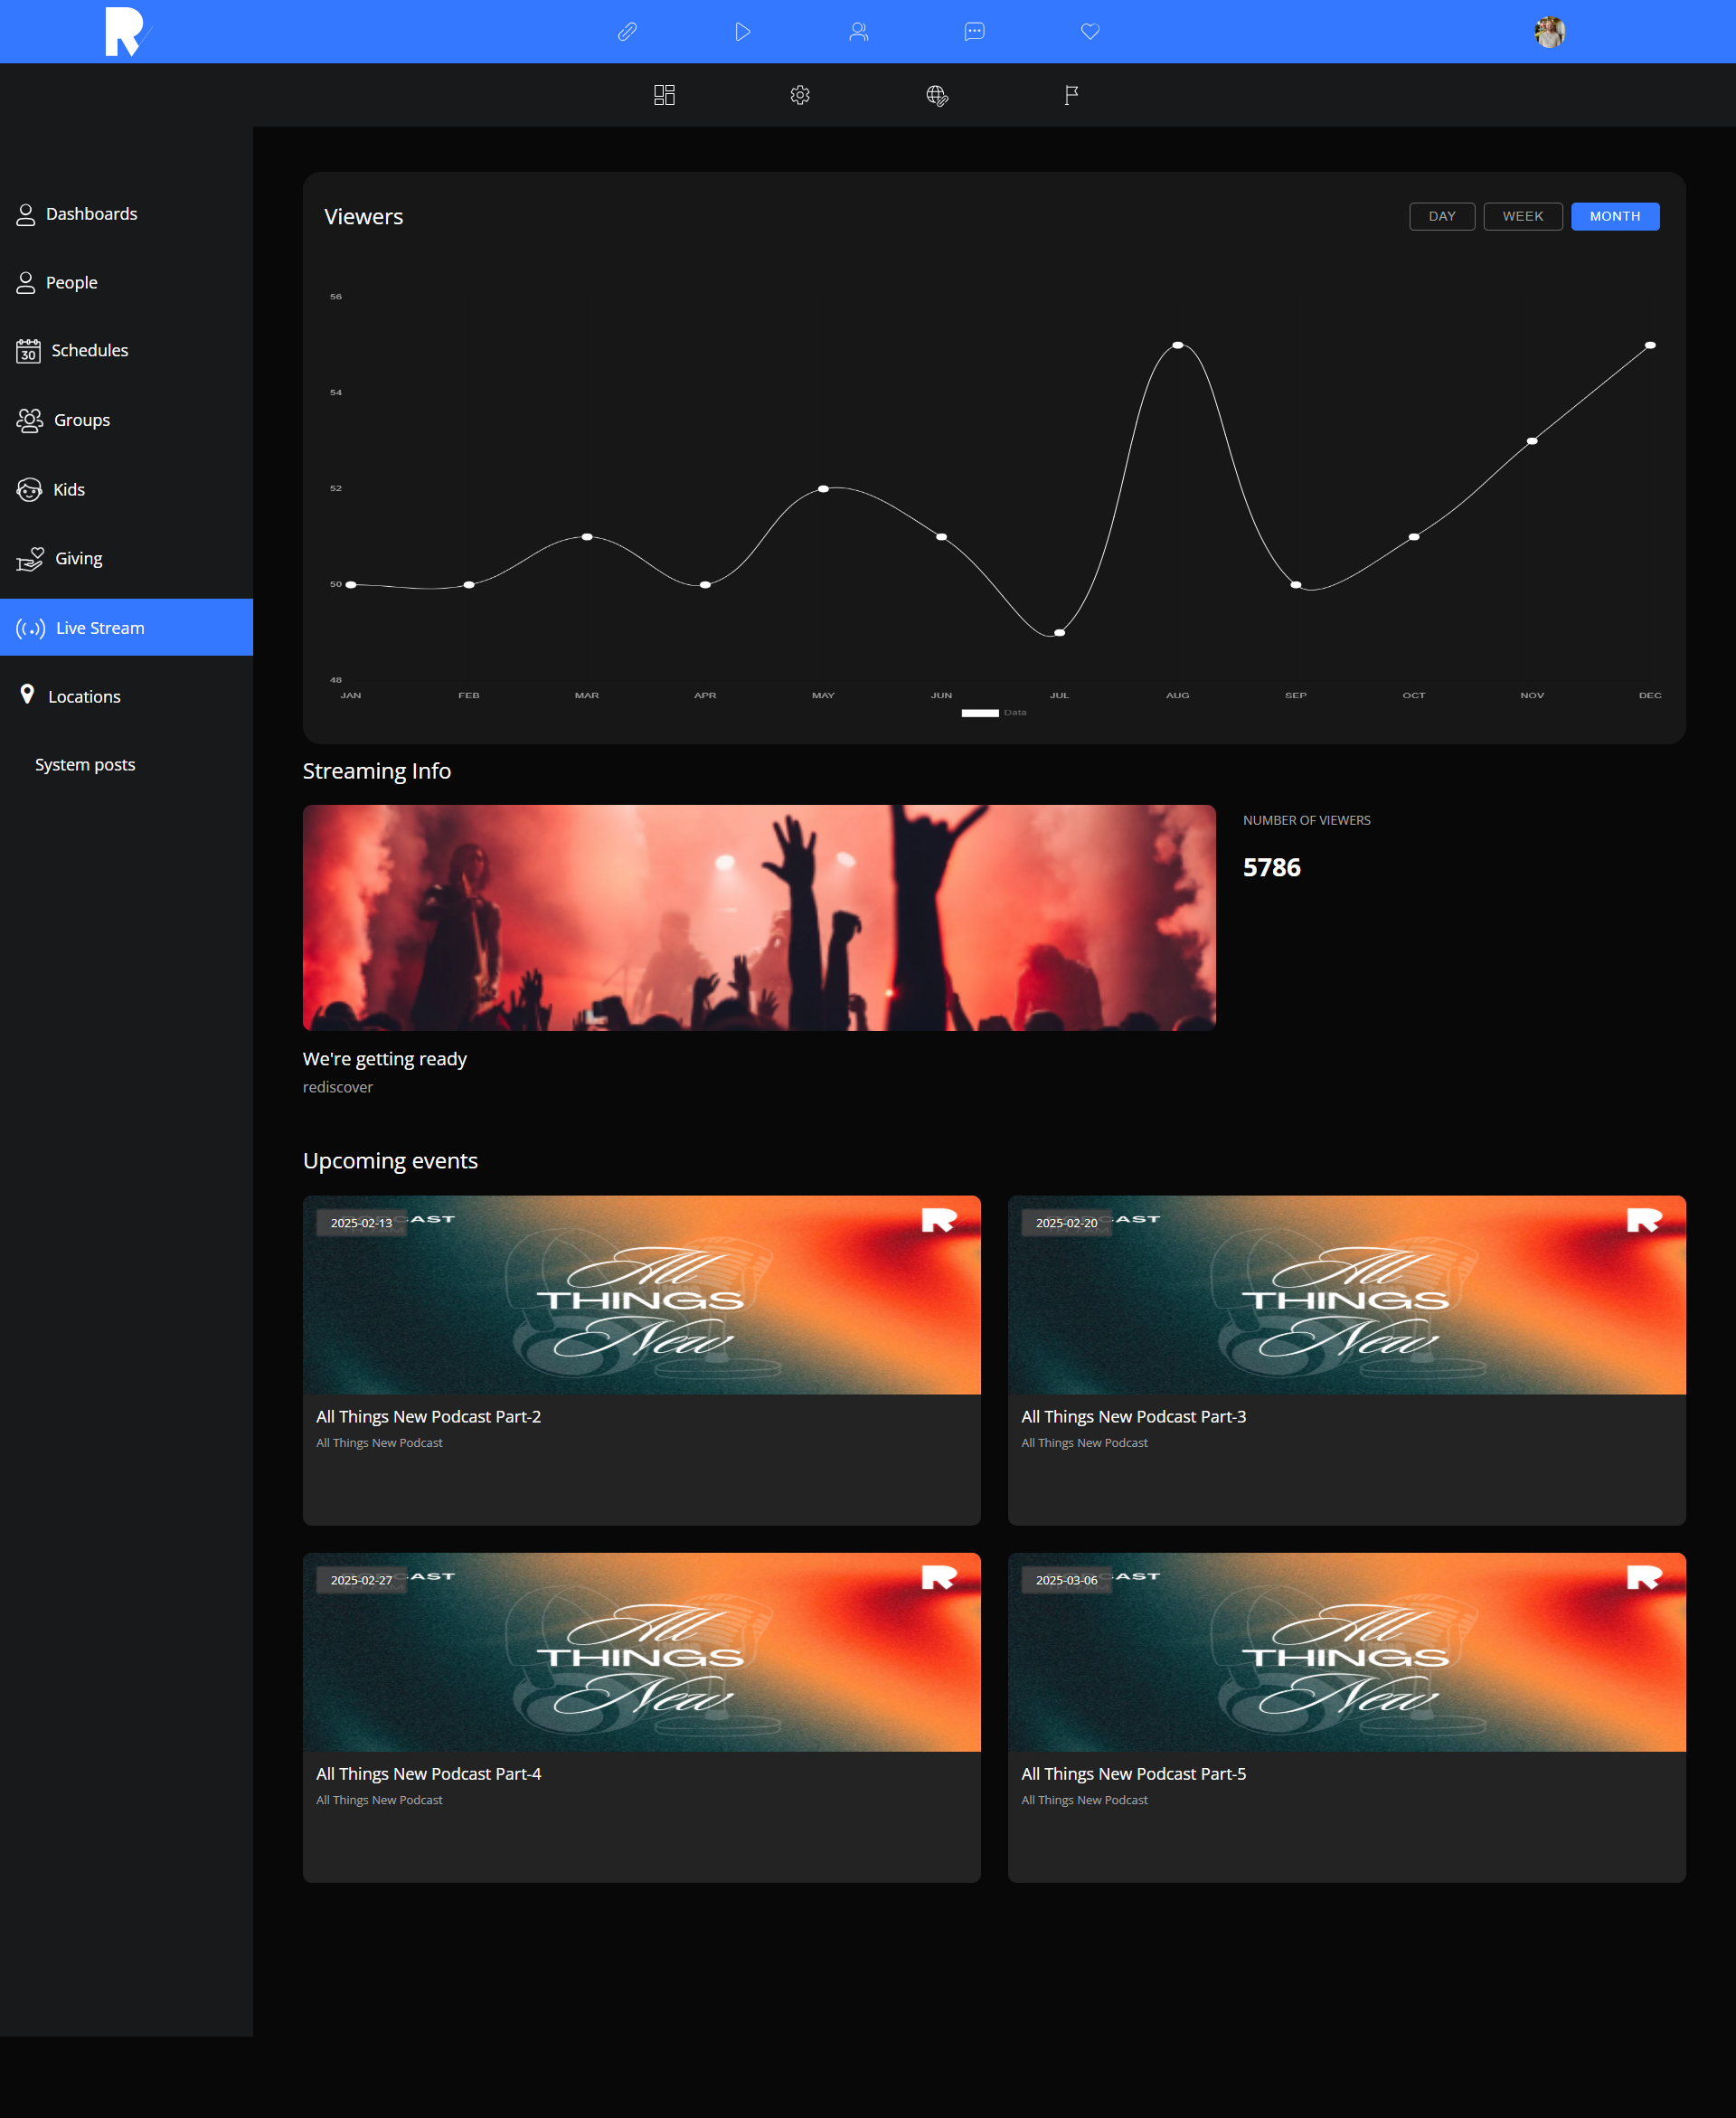 R
Dashboards
People
30
Schedules
Groups
Kids
Giving
Live Stream
Locations
System posts
Viewers
DAY
WEEK
MONTH
56
54
52
50
48
JAN
FEB
MAR
APR
MAY
JUN
JUL
AUG
SEP
OCT
NOV
DEC
Data
Streaming Info
NUMBER OF VIEWERS
5786
We're getting ready
rediscover
Upcoming events
2025-02-13
CAST
R
All
THINGS
New
All Things New Podcast Part-2
All Things New Podcast
2025-02-20
CAST
R
All
THINGS
New
All Things New Podcast Part-3
All Things New Podcast
2025-02-27
CAST
R
All
THINGS
New
All Things New Podcast Part-4
All Things New Podcast
2025-03-06
CAST
R
All
THINGS
New
All Things New Podcast Part-5
All Things New Podcast